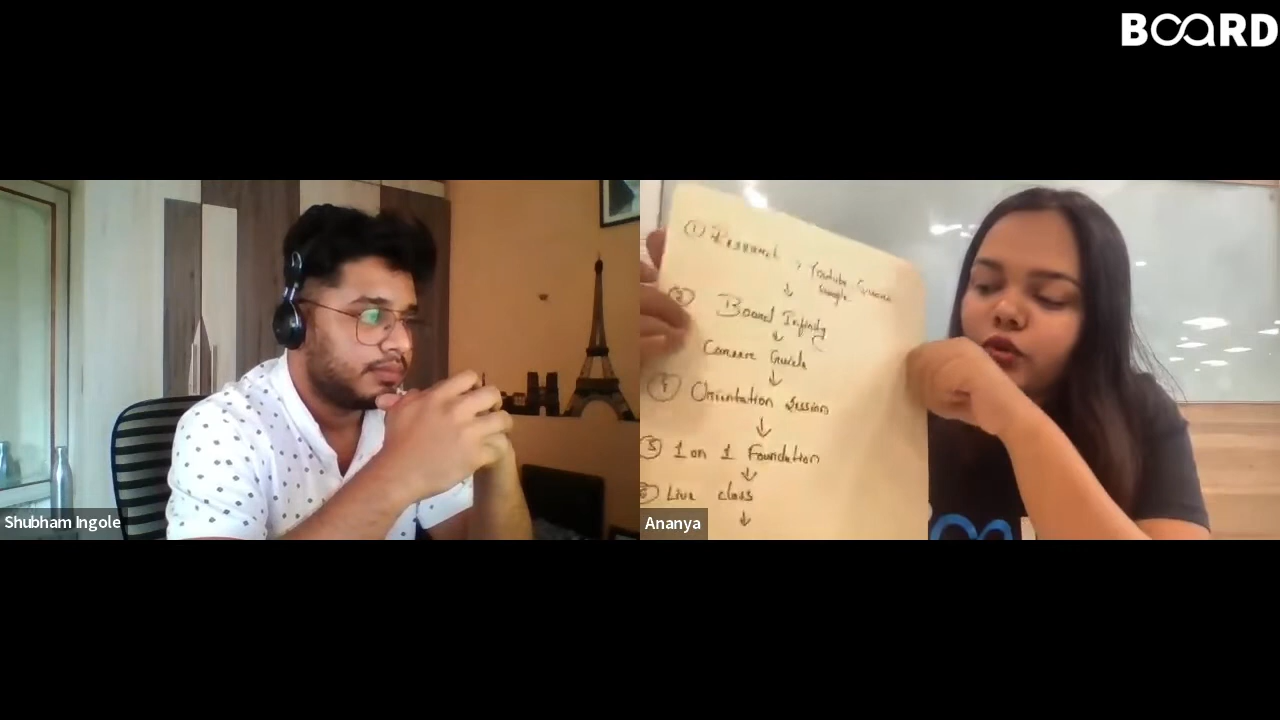 BOARD
① Research , Youtube
Google
② Board Infinity
Career Guide
④ Orientation Session
⑤ 1 on 1 Foundation
⑥ Live class
Shubham Ingole
Ananya